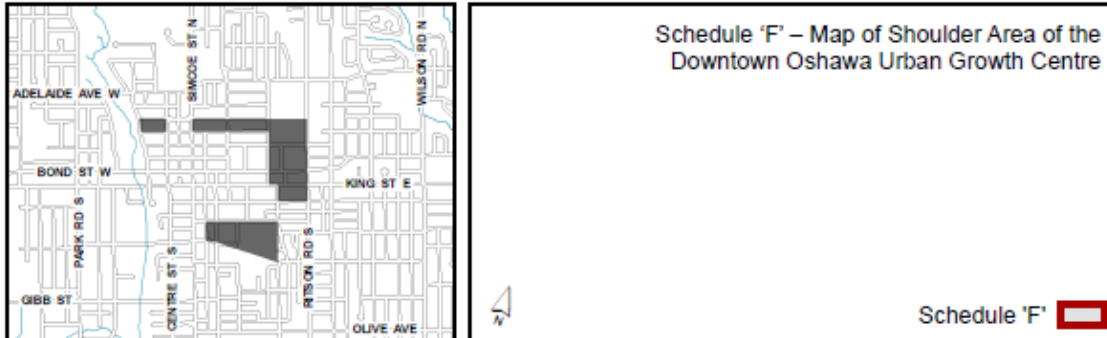 SIMCOE ST N
WILSON RD N
ADELAIDE AVE W
BOND ST W
KING ST E
PARK RD S
CENTRE ST S
RITSON RD S
GIBB ST
OLIVE AVE
Schedule 'F' – Map of Shoulder Area of the
Downtown Oshawa Urban Growth Centre
N
Schedule 'F'